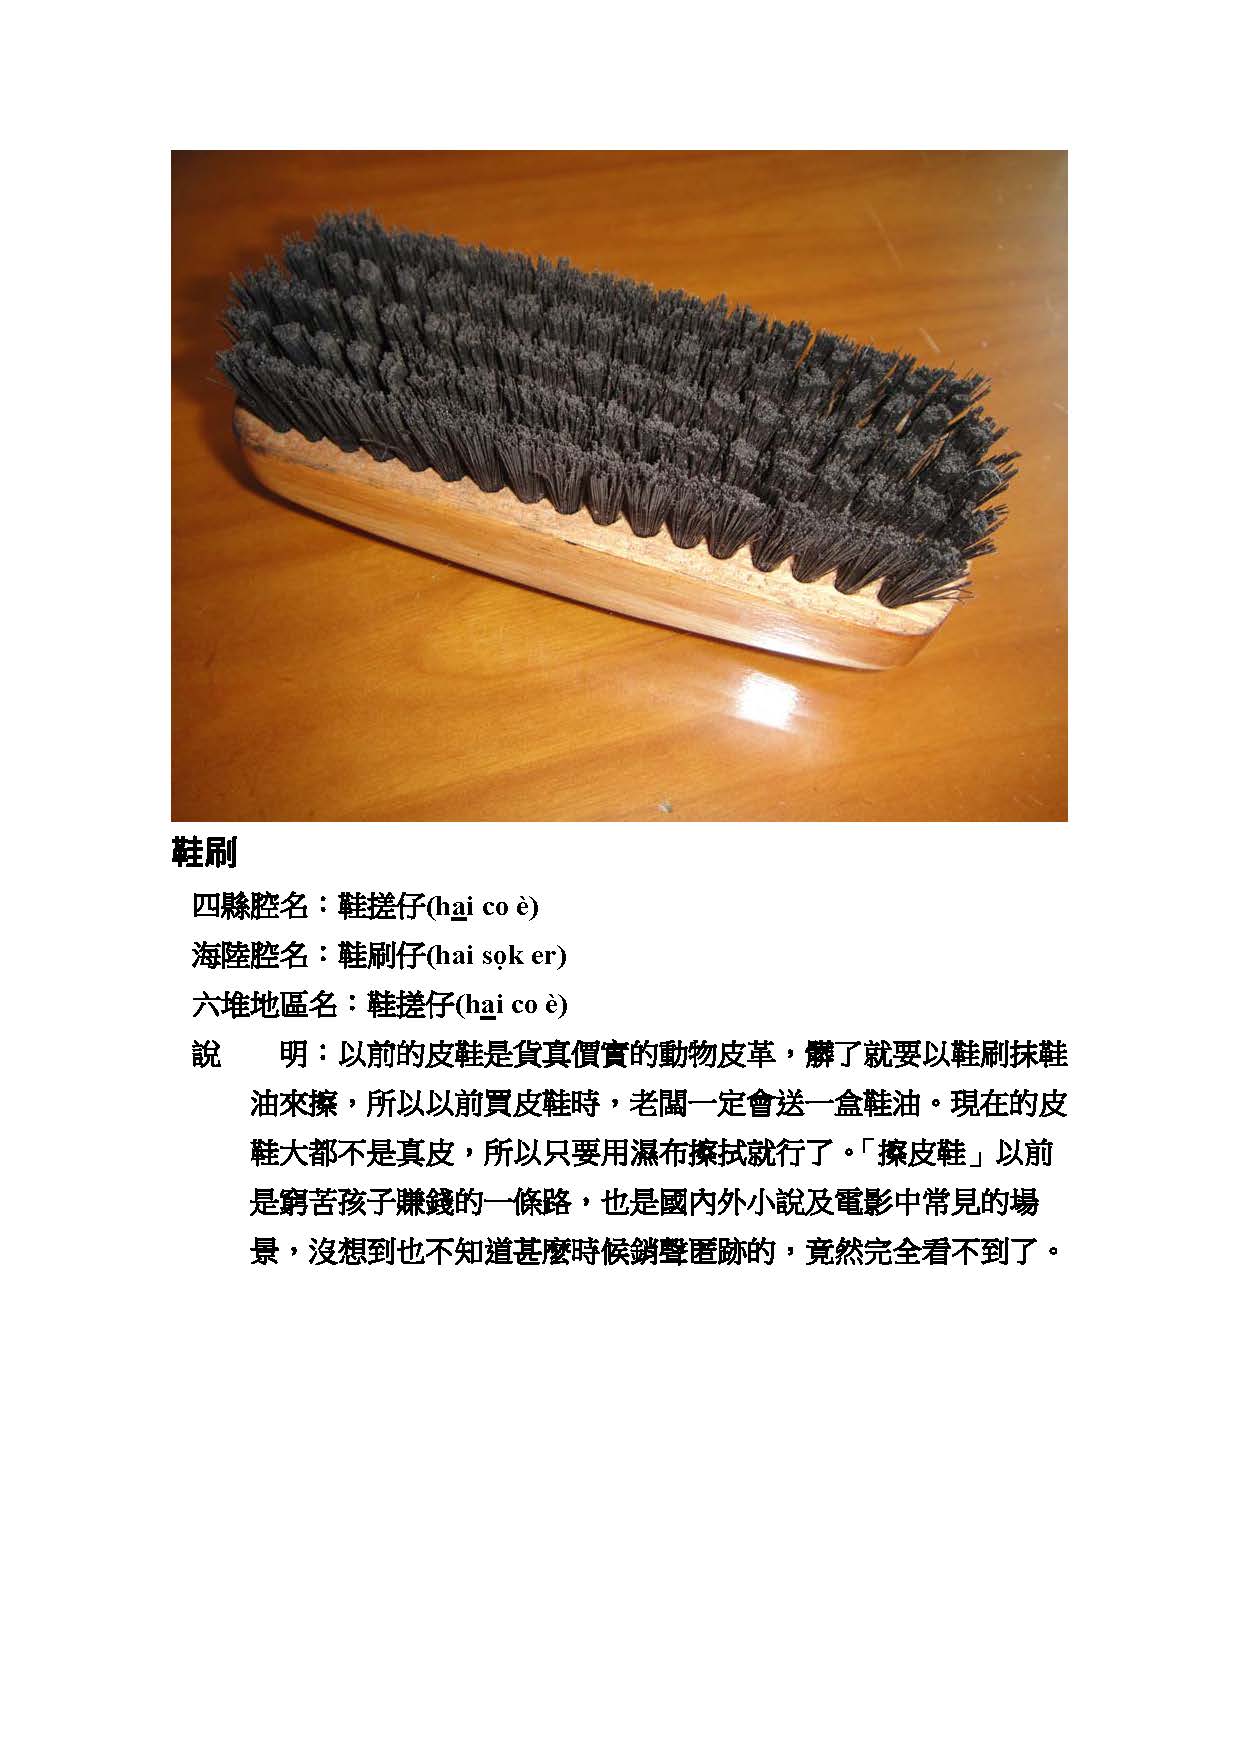 鞋刷
四縣腔名：鞋搓仔(ha̲i co è)
海陸腔名：鞋刷仔(hai sọk er)
六堆地區名：鞋搓仔(ha̲i co è)
說　　明：以前的皮鞋是貨真價實的動物皮革，髒了就要以鞋刷抹鞋
油來擦，所以以前買皮鞋時，老闆一定會送一盒鞋油。現在的皮
鞋大都不是真皮，所以只要用濕布擦拭就行了。「擦皮鞋」以前
是窮苦孩子賺錢的一條路，也是國內外小說及電影中常見的場
景，沒想到也不知道甚麼時候銷聲匿跡的，竟然完全看不到了。